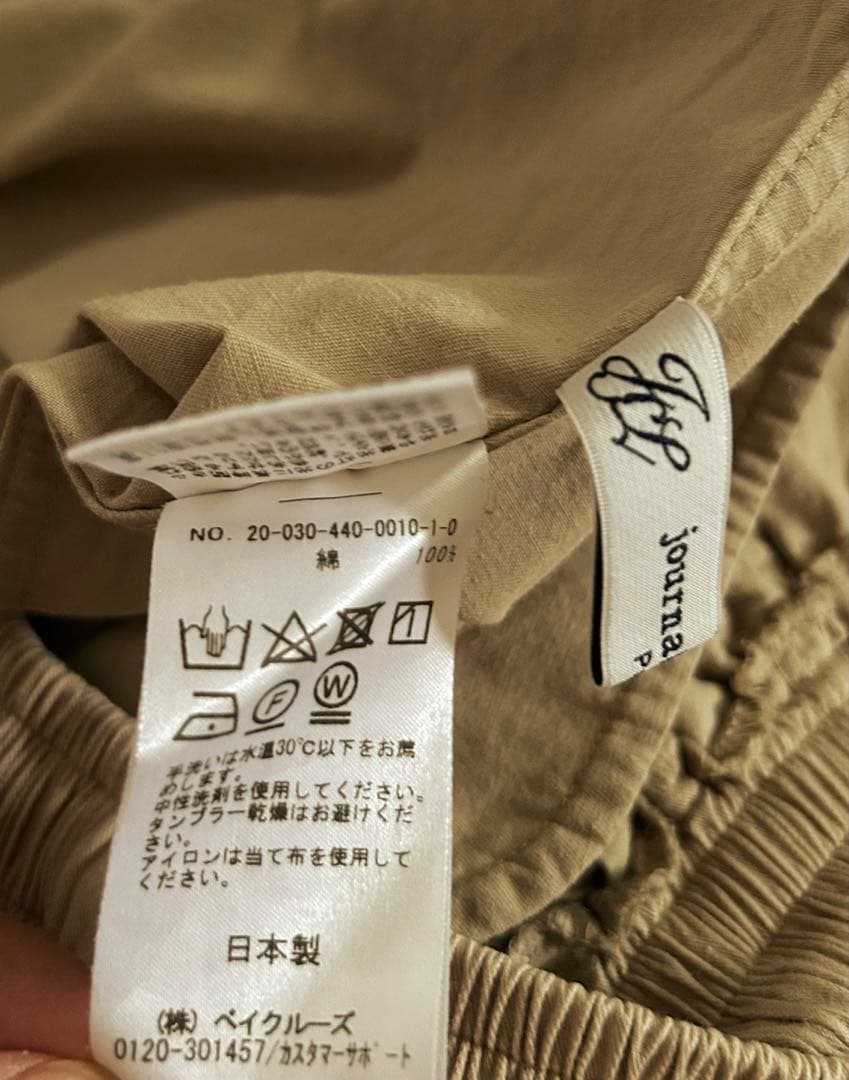 NO. 20-030-440-0010-1-0
綿 100%
F
W
手洗いは水温30℃以下をお薦
めします。
中性洗剤を使用してください。
タンブラー乾燥はお避けくだ
さい。
アイロンは当て布を使用して
ください。
日本製
(株) ベイクルーズ
0120-301457/カスタマーサポート
journa